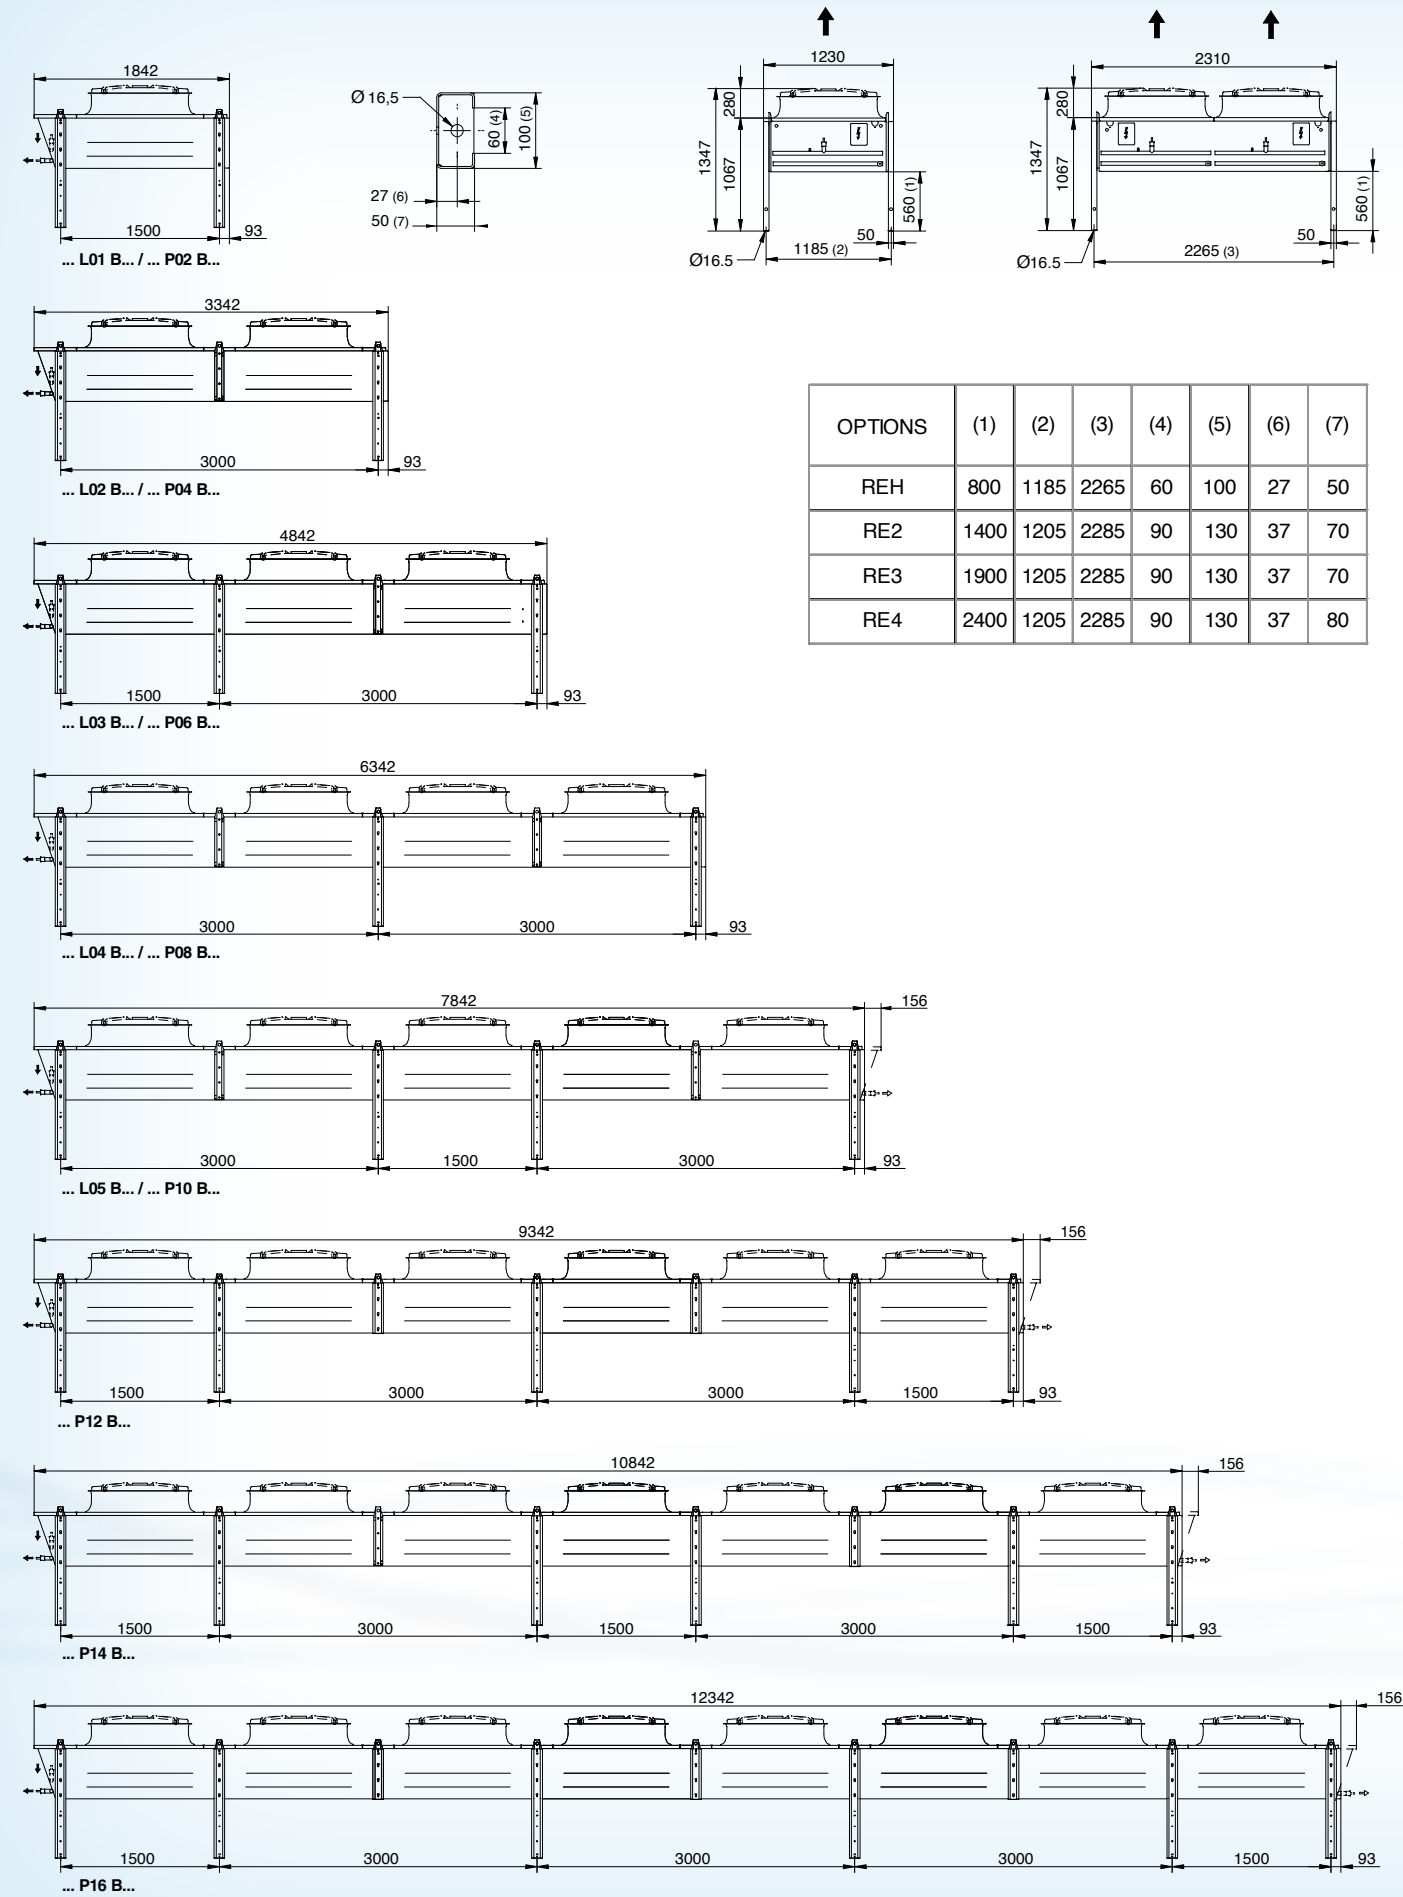 1842
1500 93
... L01 B... / ... P02 B...
Ø 16,5
60 (4)
100 (5)
27 (6)
50 (7)
1230
280
1347
1067
560 (1)
50
1185 (2)
Ø16.5
2310
280
1347
1067
560 (1)
50
2265 (3)
Ø16.5
3342
3000 93
... L02 B... / ... P04 B...
OPTIONS (1) (2) (3) (4) (5) (6) (7)
REH 800 1185 2265 60 100 27 50
RE2 1400 1205 2285 90 130 37 70
RE3 1900 1205 2285 90 130 37 70
RE4 2400 1205 2285 90 130 37 80
4842
1500 3000 93
... L03 B... / ... P06 B...
6342
3000 3000 93
... L04 B... / ... P08 B...
7842 156
3000 1500 3000 93
... L05 B... / ... P10 B...
9342 156
1500 3000 3000 1500 93
... P12 B...
10842 156
1500 3000 1500 3000 1500 93
... P14 B...
12342 156
1500 3000 3000 3000 1500 93
... P16 B...